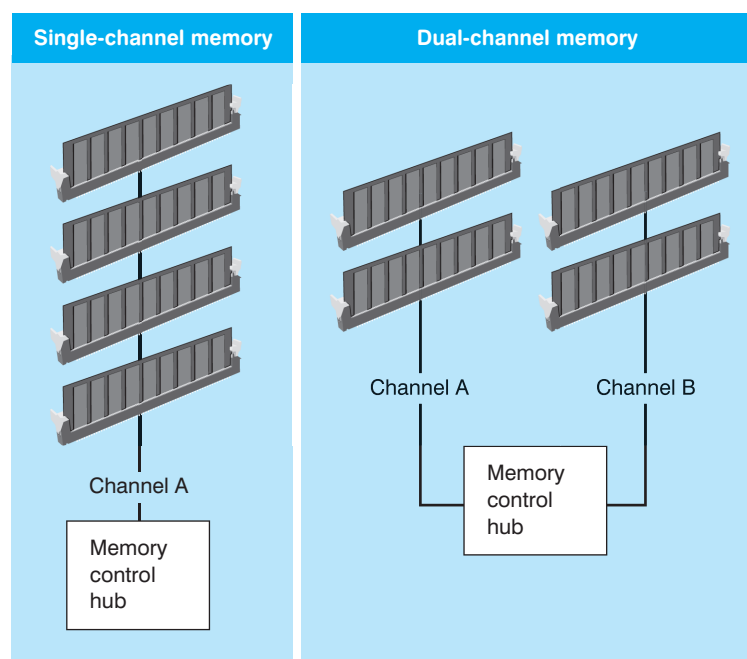 Single-channel memory
Channel A
Memory
control
hub
Dual-channel memory
Channel A
Channel B
Memory
control
hub